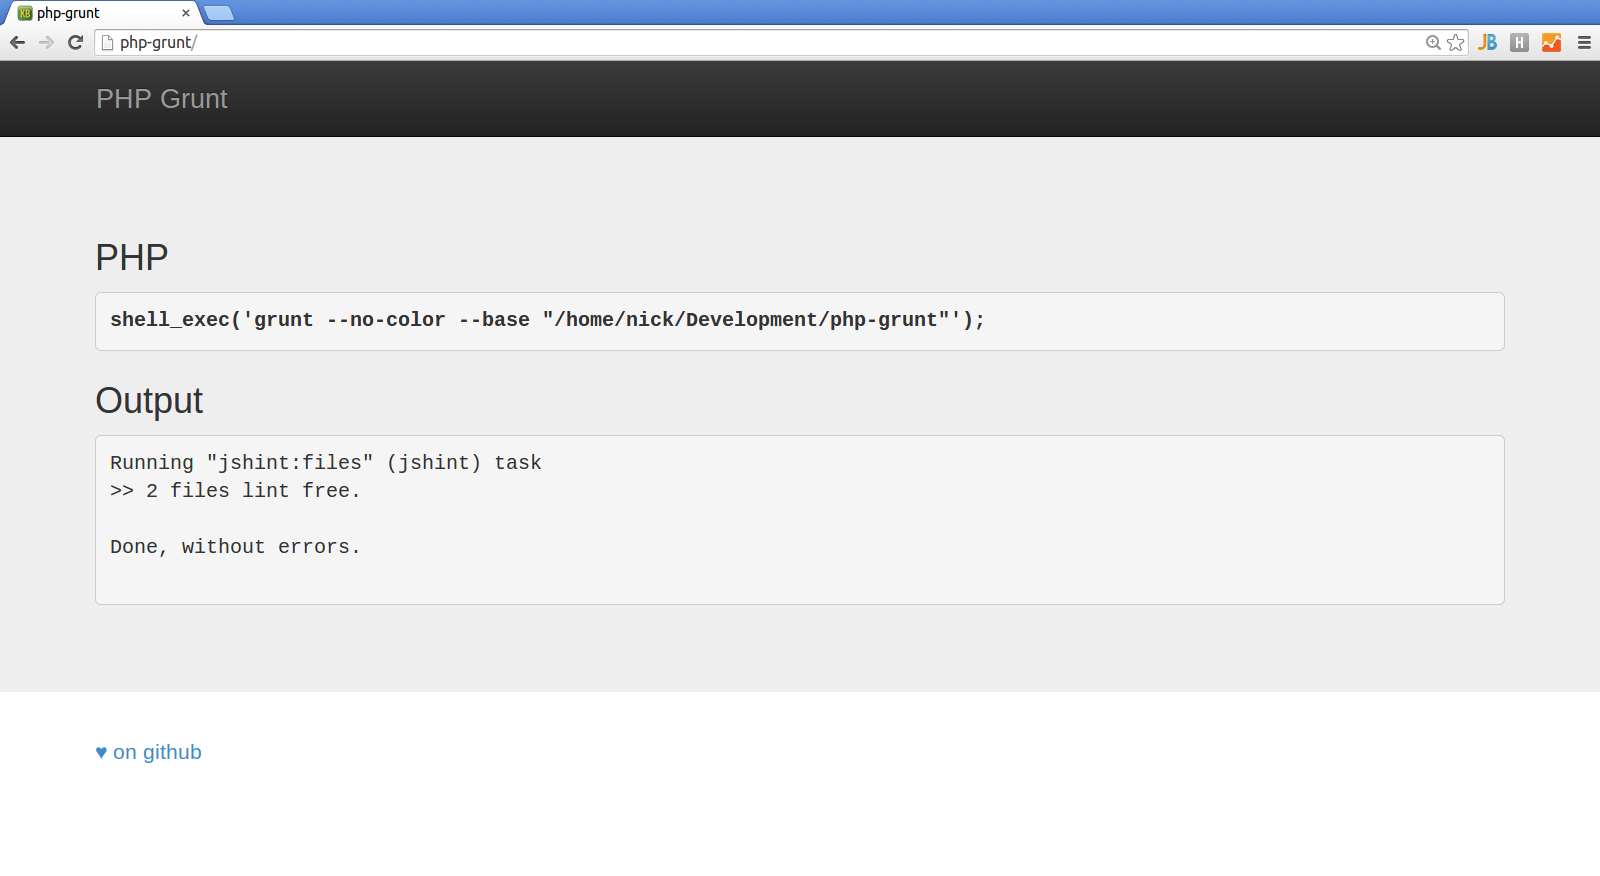 php-grunt
php-grunt/
JB
H
PHP Grunt
PHP
shell_exec('grunt --no-color --base "/home/nick/Development/php-grunt"');
Output
Running "jshint:files" (jshint) task
>> 2 files lint free.
Done, without errors.
♥ on github